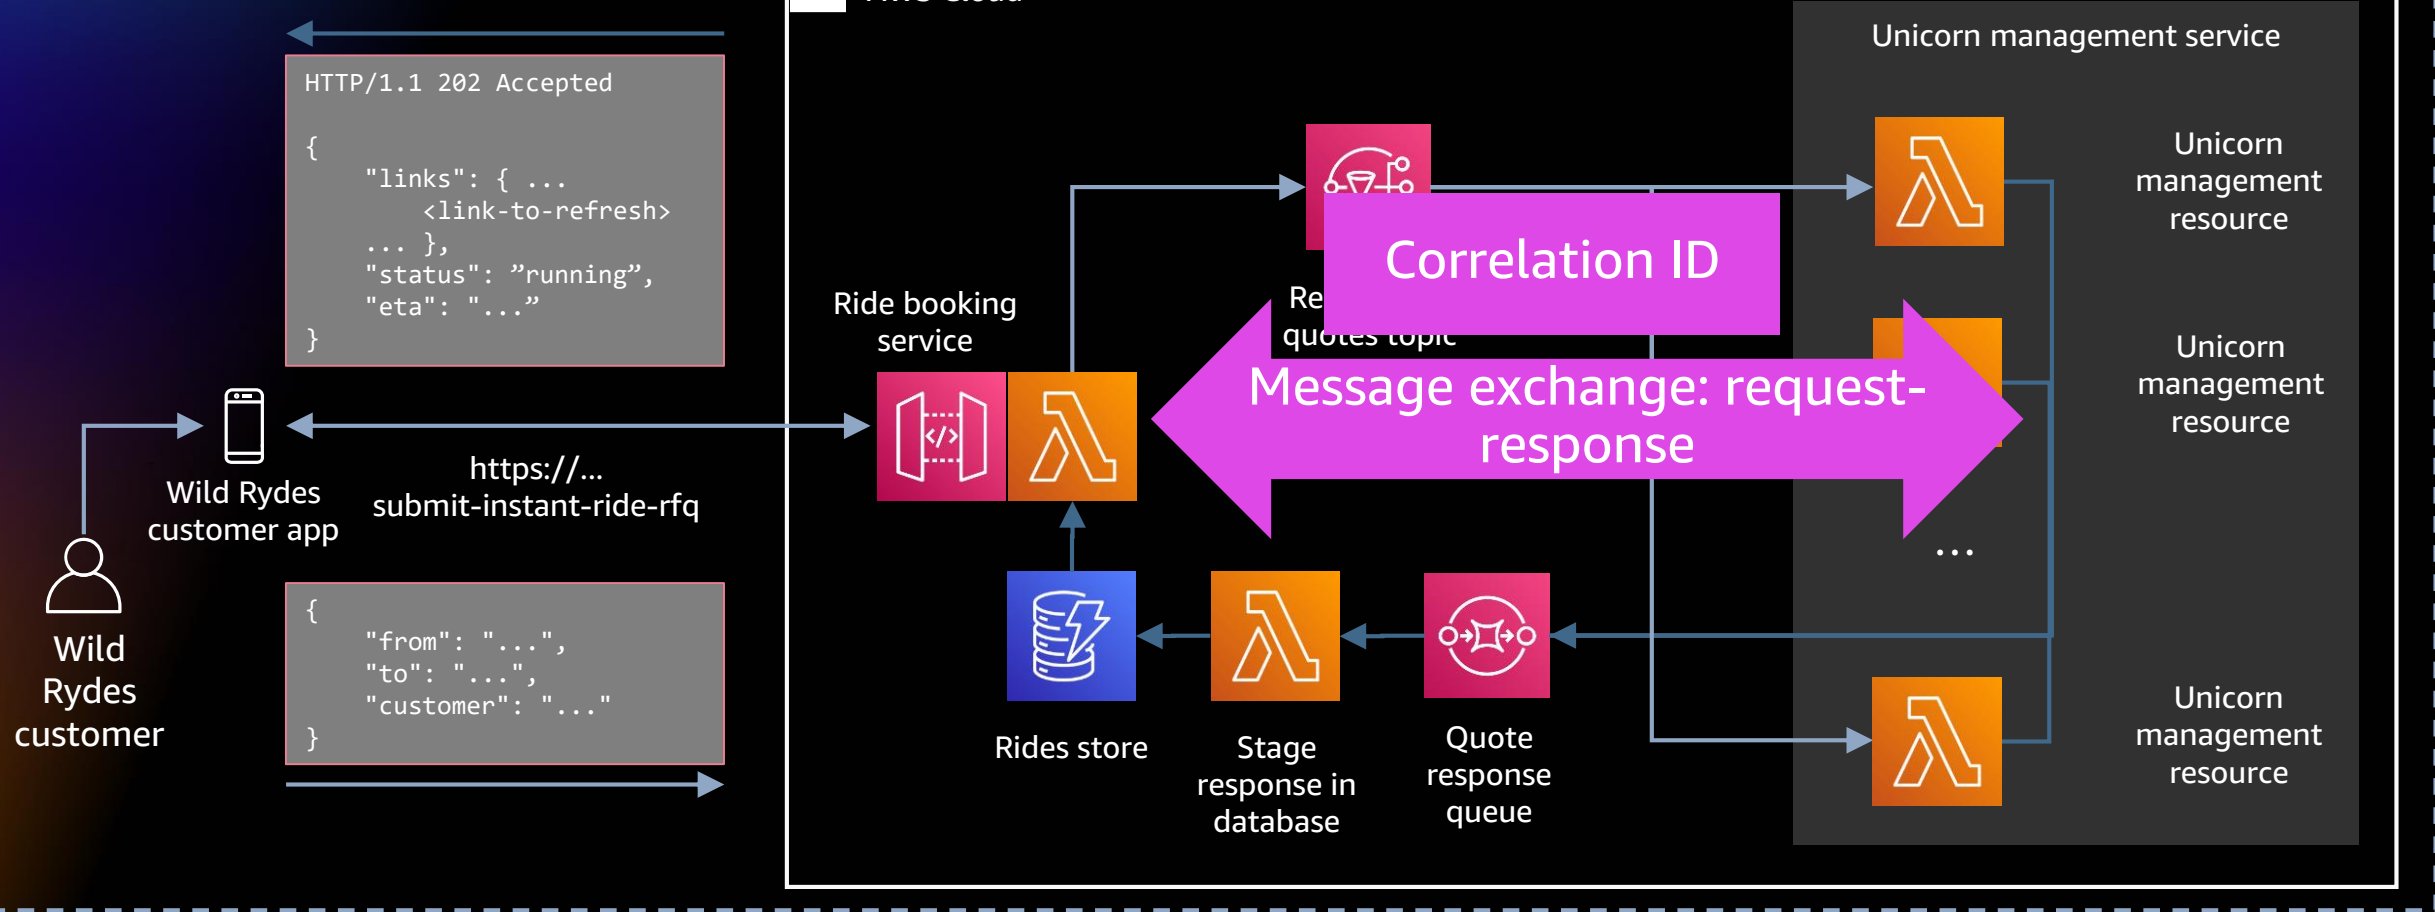 AWS Cloud
Unicorn management service
HTTP/1.1 202 Accepted
{
"links": { ...
<link-to-refresh>
... },
"status": ”running”,
"eta": "...”
}
Unicorn
management
resource
Correlation ID
Ride booking
service
Re
quotes topic
Unicorn
management
resource
Message exchange: request-
response
</>
https://...
submit-instant-ride-rfq
Wild Rydes
customer app
...
{
"from": "...",
"to": "...",
"customer": "..."
}
Wild
Rydes
customer
Rides store
Stage
response in
database
Quote
response
queue
Unicorn
management
resource